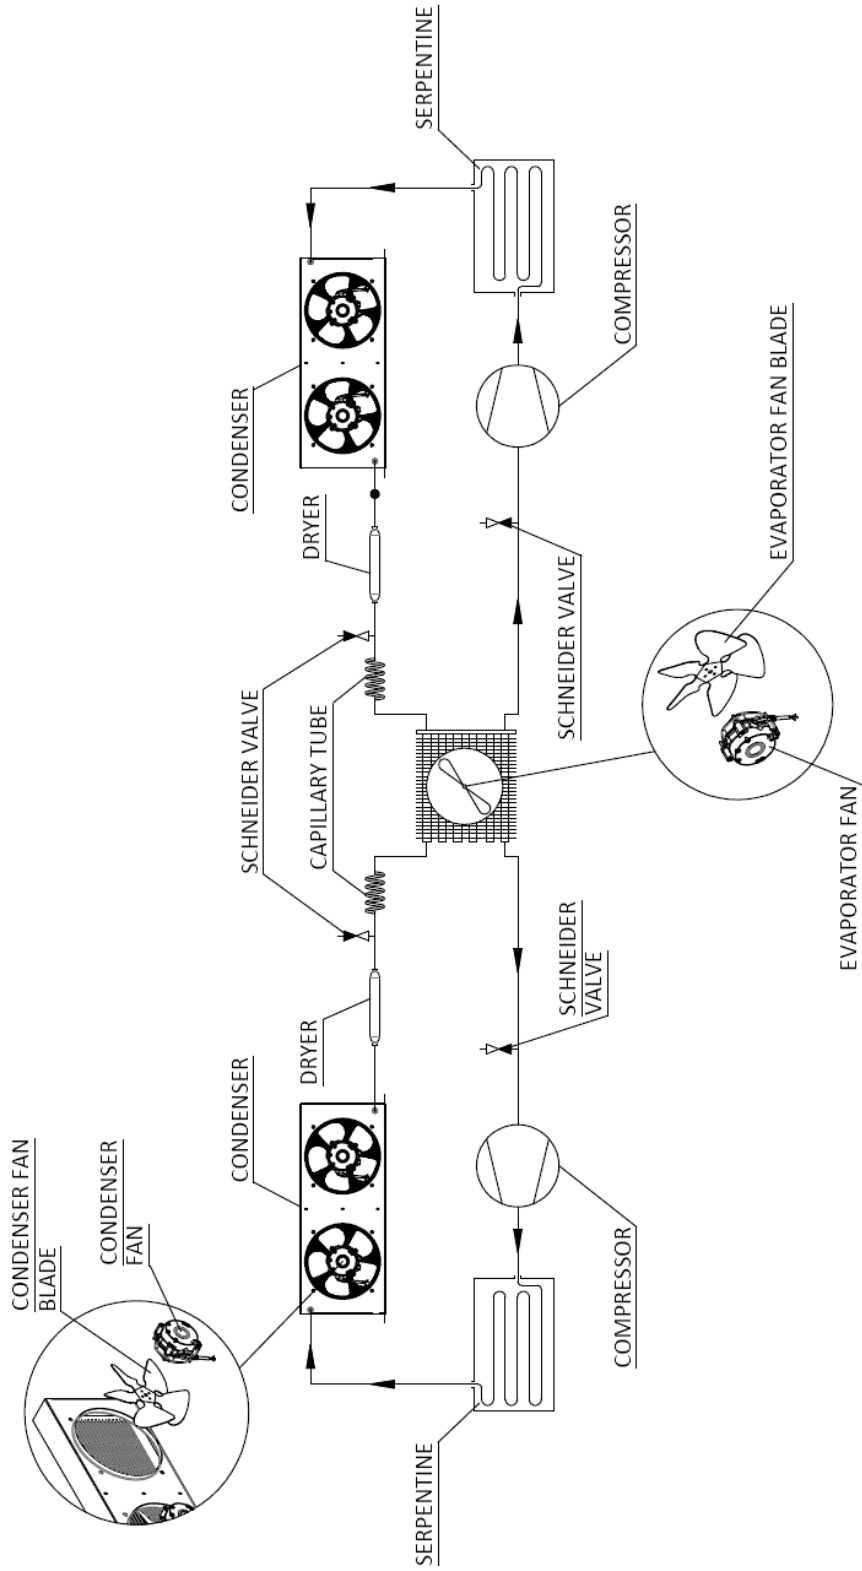 CONDENSER FAN
BLADE
CONDENSER
FAN
CONDENSER
SCHNEIDER VALVE
CONDENSER
DRYER
CAPILLARY TUBE
DRYER
SERPENTINE
SERPENTINE
SCHNEIDER
VALVE
SCHNEIDER VALVE
COMPRESSOR
COMPRESSOR
EVAPORATOR FAN BLADE
EVAPORATOR FAN